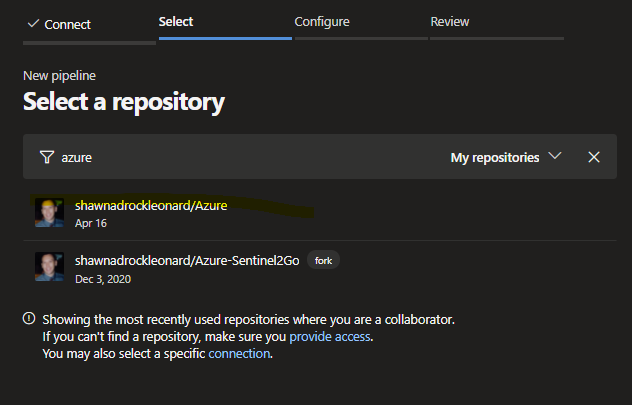 Connect
Select
Configure
Review
New pipeline
Select a repository
azure
My repositories
shawnadrockleonard/Azure
Apr 16
shawnadrockleonard/Azure-Sentinel2Go fork
Dec 3, 2020
Showing the most recently used repositories where you are a collaborator.
If you can't find a repository, make sure you provide access.
You may also select a specific connection.